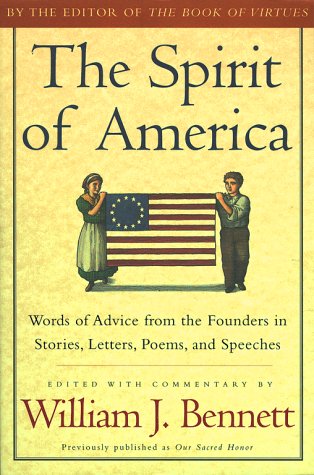 BY THE EDITOR OF THE BOOK OF VIRTUES
The Spirit
of America
Words of Advice from the Founders in
Stories, Letters, Poems, and Speeches
EDITED WITH COMMENTARY BY
William J. Bennett
Previously published as Our Sacred Honor